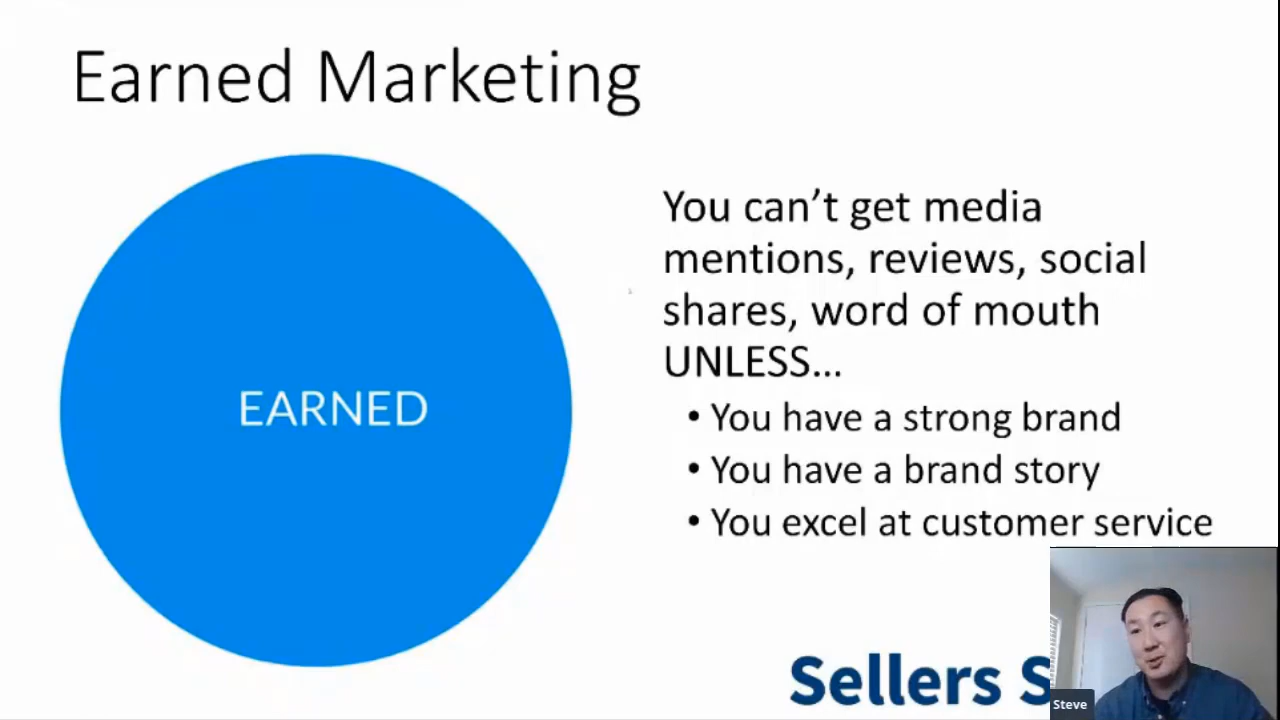 Earned Marketing
EARNED
You can’t get media
mentions, reviews, social
shares, word of mouth
UNLESS...
• You have a strong brand
• You have a brand story
• You excel at customer service
Sellers S
Steve